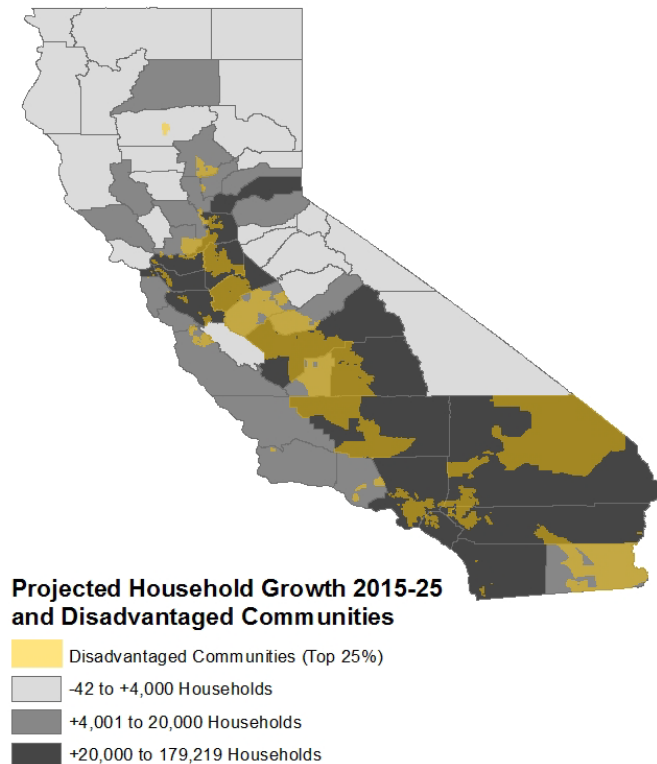 Projected Household Growth 2015-25
and Disadvantaged Communities
Disadvantaged Communities (Top 25%)
-42 to +4,000 Households
+4,001 to 20,000 Households
+20,000 to 179,219 Households